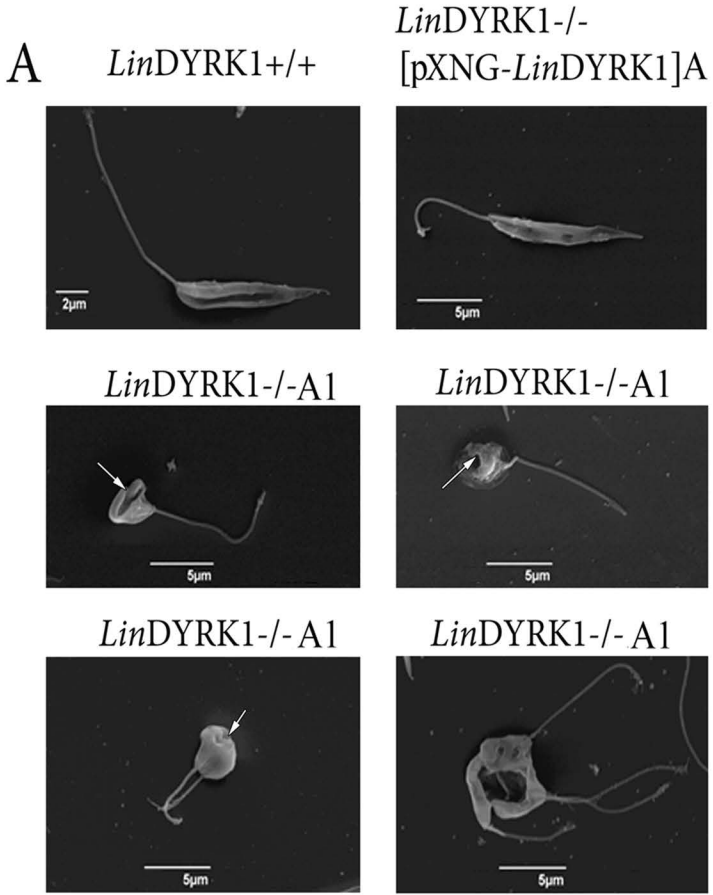 A
LinDYRK1+/+
LinDYRK1-/-
[pXNG-LinDYRK1]A
2µm
5µm
LinDYRK1-/-A1
LinDYRK1-/-A1
5µm
5µm
LinDYRK1-/-A1
LinDYRK1-/-A1
5µm
5µm